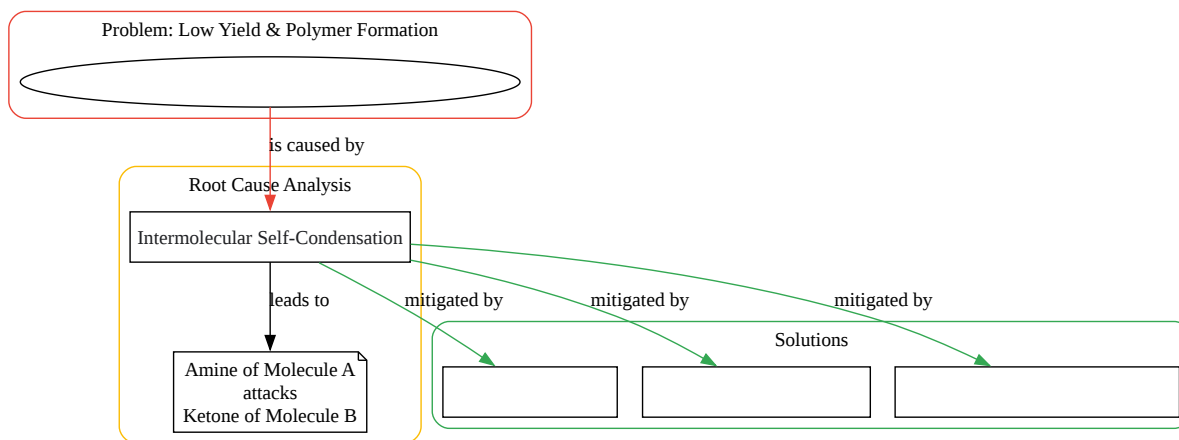 Problem: Low Yield & Polymer Formation
is caused by
Root Cause Analysis
Intermolecular Self-Condensation
leads to
mitigated by
mitigated by
mitigated by
Solutions
Amine of Molecule A
attacks
Ketone of Molecule B